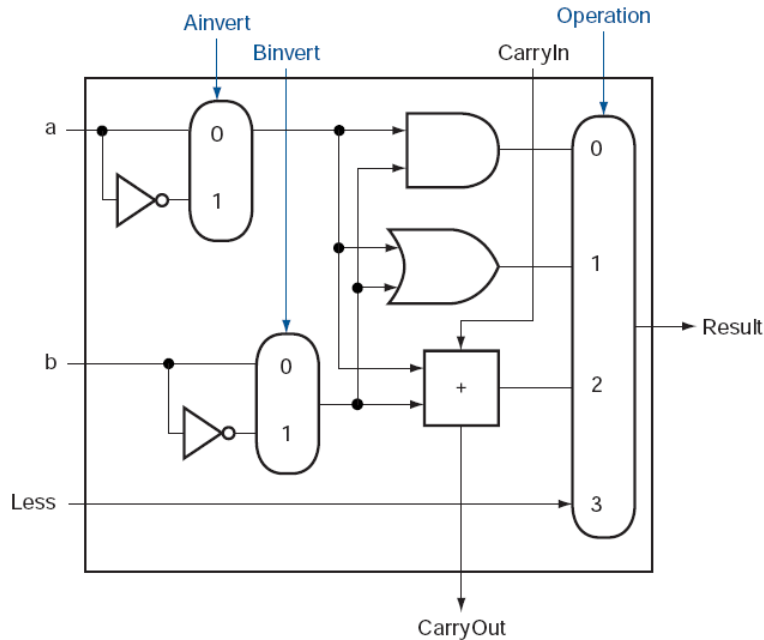 Ainvert
Operation
Binvert
CarryIn
a
0
0
1
1
Result
b
0
+
2
1
Less
3
CarryOut